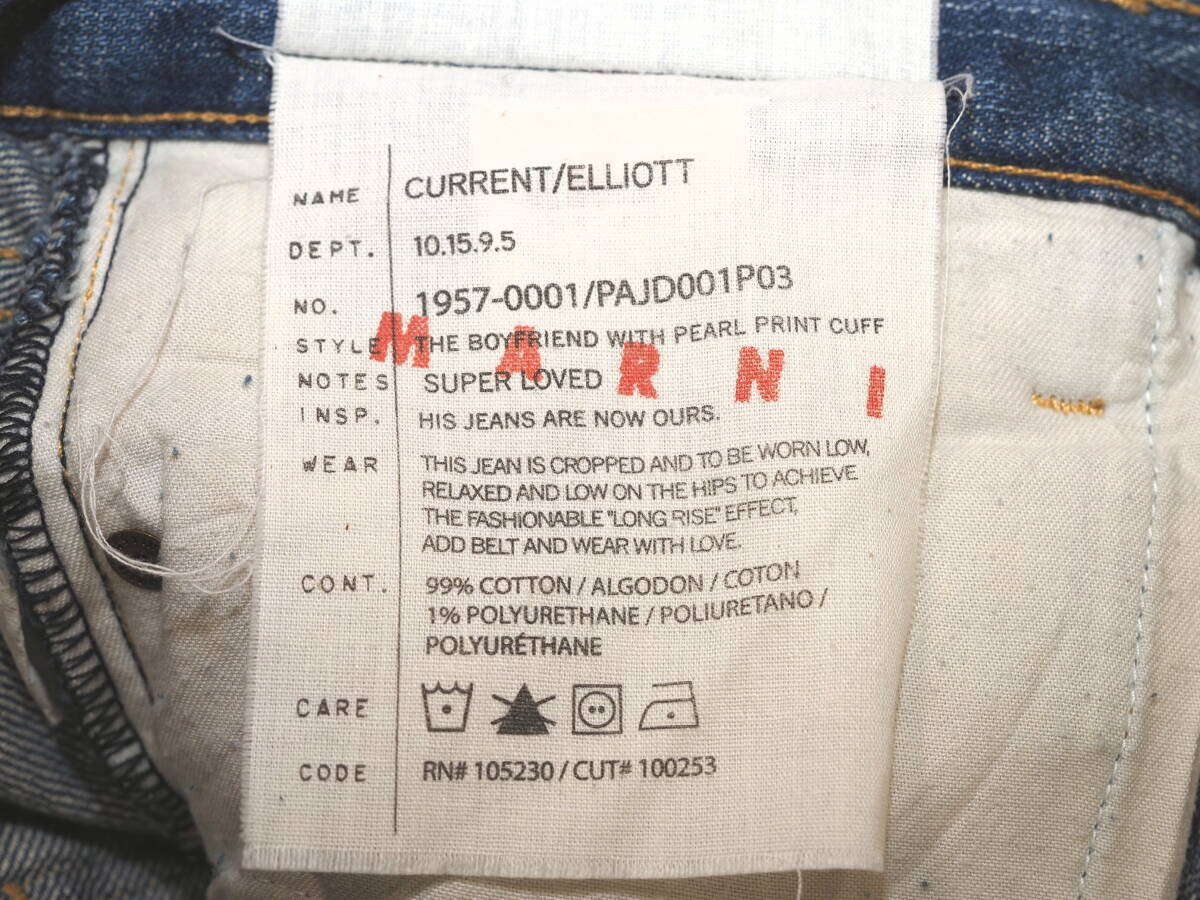 NAME CURRENT/ELLIOTT
DEPT. 10.15.9.5
NO. 1957-0001/PAJD001P03
STYLE THE BOYFRIEND WITH PEARL PRINT CUFF
MARNI
NOTES SUPER LOVED
INSP. HIS JEANS ARE NOW OURS.
WEAR THIS JEAN IS CROPPED AND TO BE WORN LOW,
RELAXED AND LOW ON THE HIPS TO ACHIEVE
THE FASHIONABLE "LONG RISE" EFFECT,
ADD BELT AND WEAR WITH LOVE.
CONT. 99% COTTON / ALGODON / COTON
1% POLYURETHANE / POLIURETANO /
POLYURÉTHANE
CARE
CODE RN# 105230 / CUT# 100253